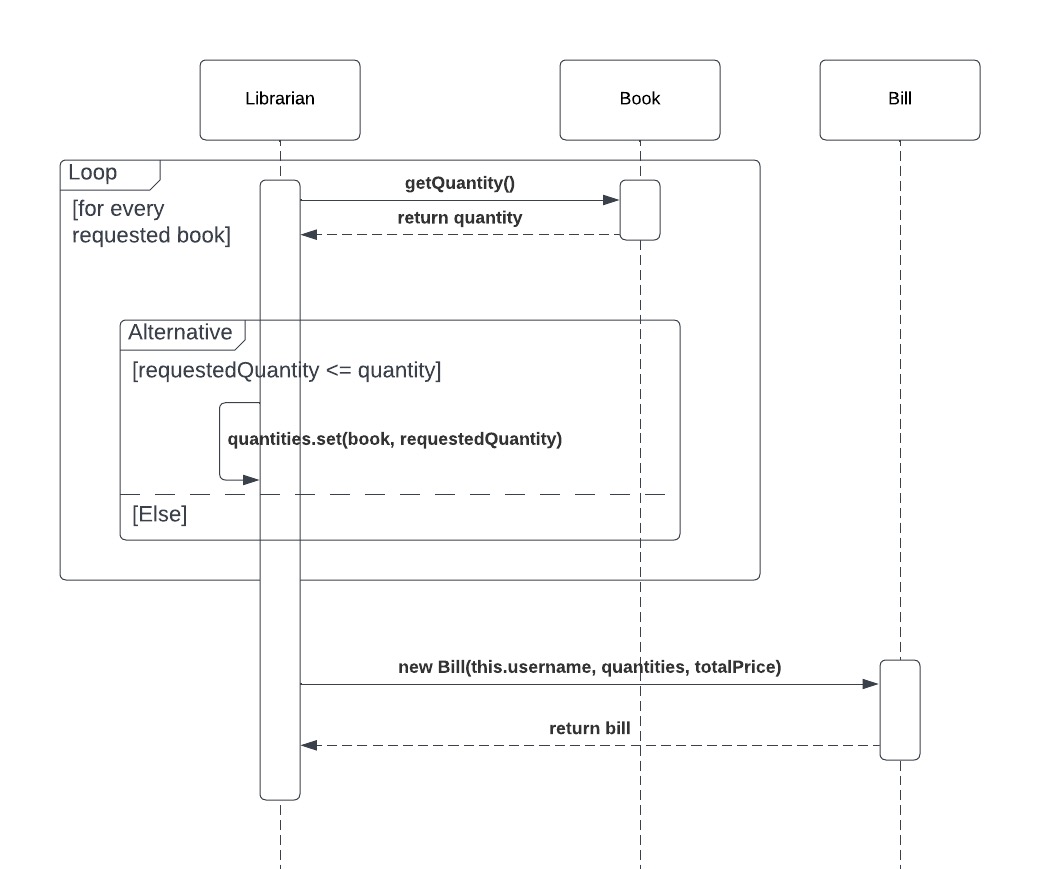 Librarian
Book
Bill
Loop
[for every
requested book]
getQuantity()
return quantity
Alternative
[requestedQuantity <= quantity]
quantities.set(book, requestedQuantity)
[Else]
new Bill(this.username, quantities, totalPrice)
return bill